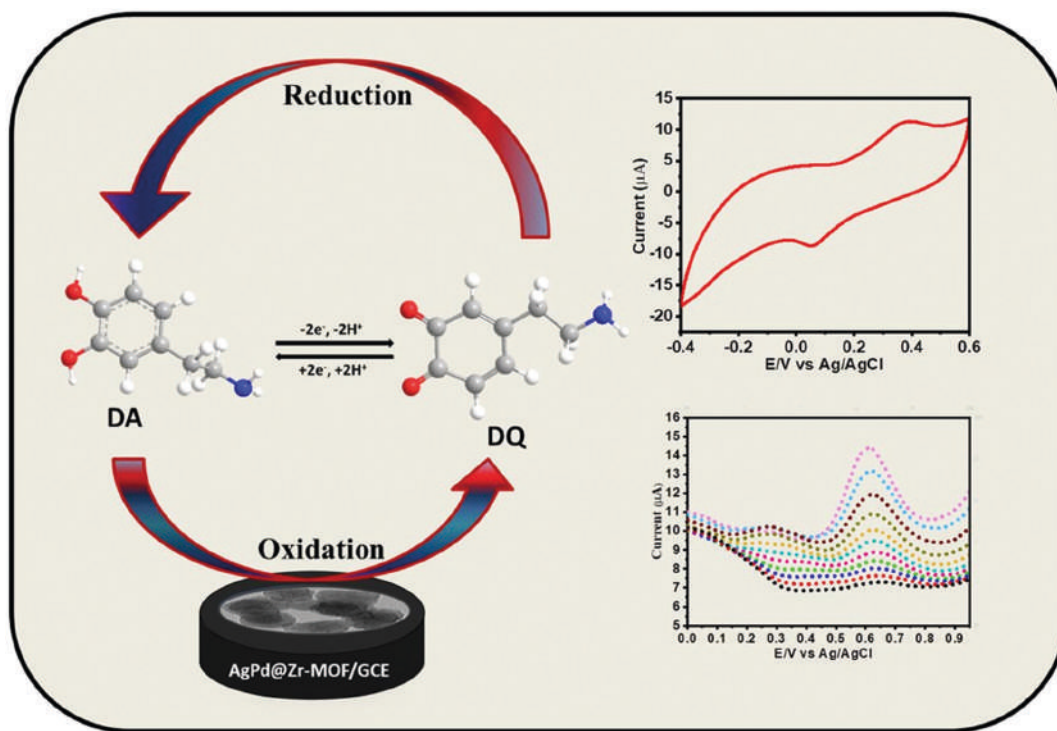 Reduction
DA
-2e⁻, -2H⁺
+2e⁻, +2H⁺
DQ
Oxidation
AgPd@Zr-MOF/GCE
15
10
5
0
-5
-10
-15
-20
Current (μA)
-0.4 -0.2 0.0 0.2 0.4 0.6
E/V vs Ag/AgCl
16
15
14
13
12
11
10
9
8
7
6
5
Current (μA)
0.0 0.1 0.2 0.3 0.4 0.5 0.6 0.7 0.8 0.9
E/V vs Ag/AgCl